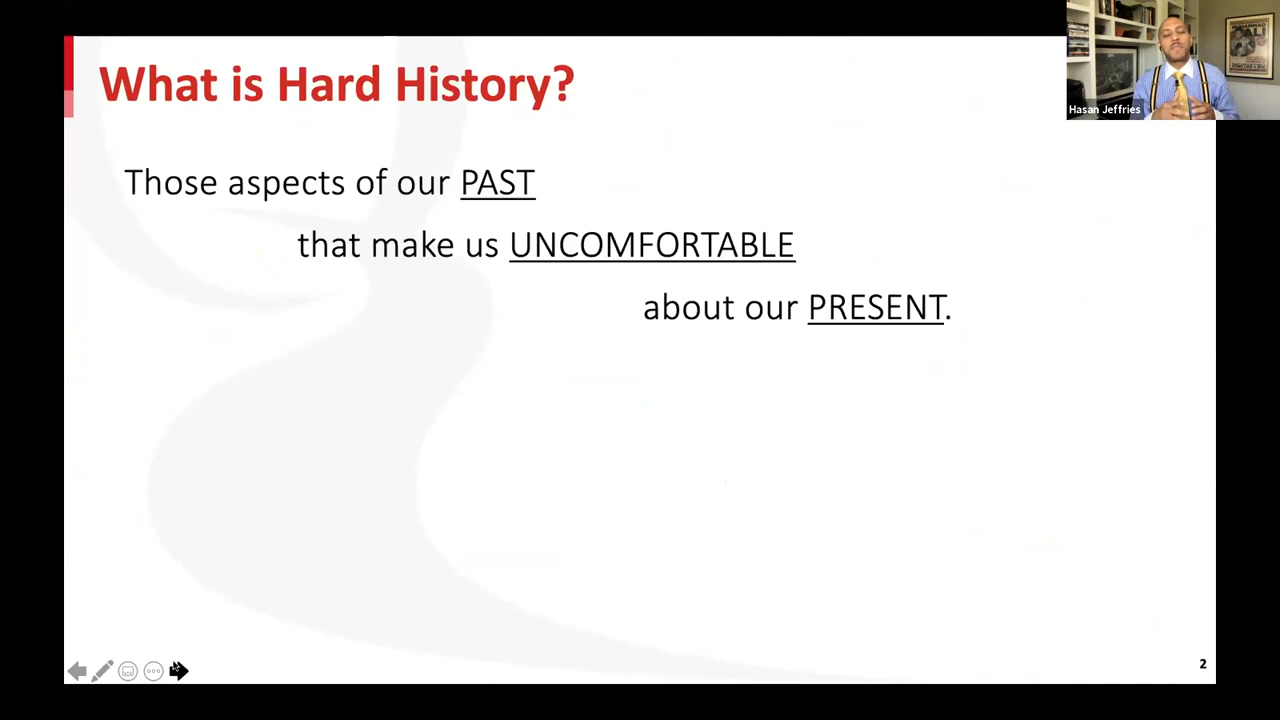 What is Hard History?
Those aspects of our PAST
that make us UNCOMFORTABLE
about our PRESENT.
Hasan Jeffries
ALI
2